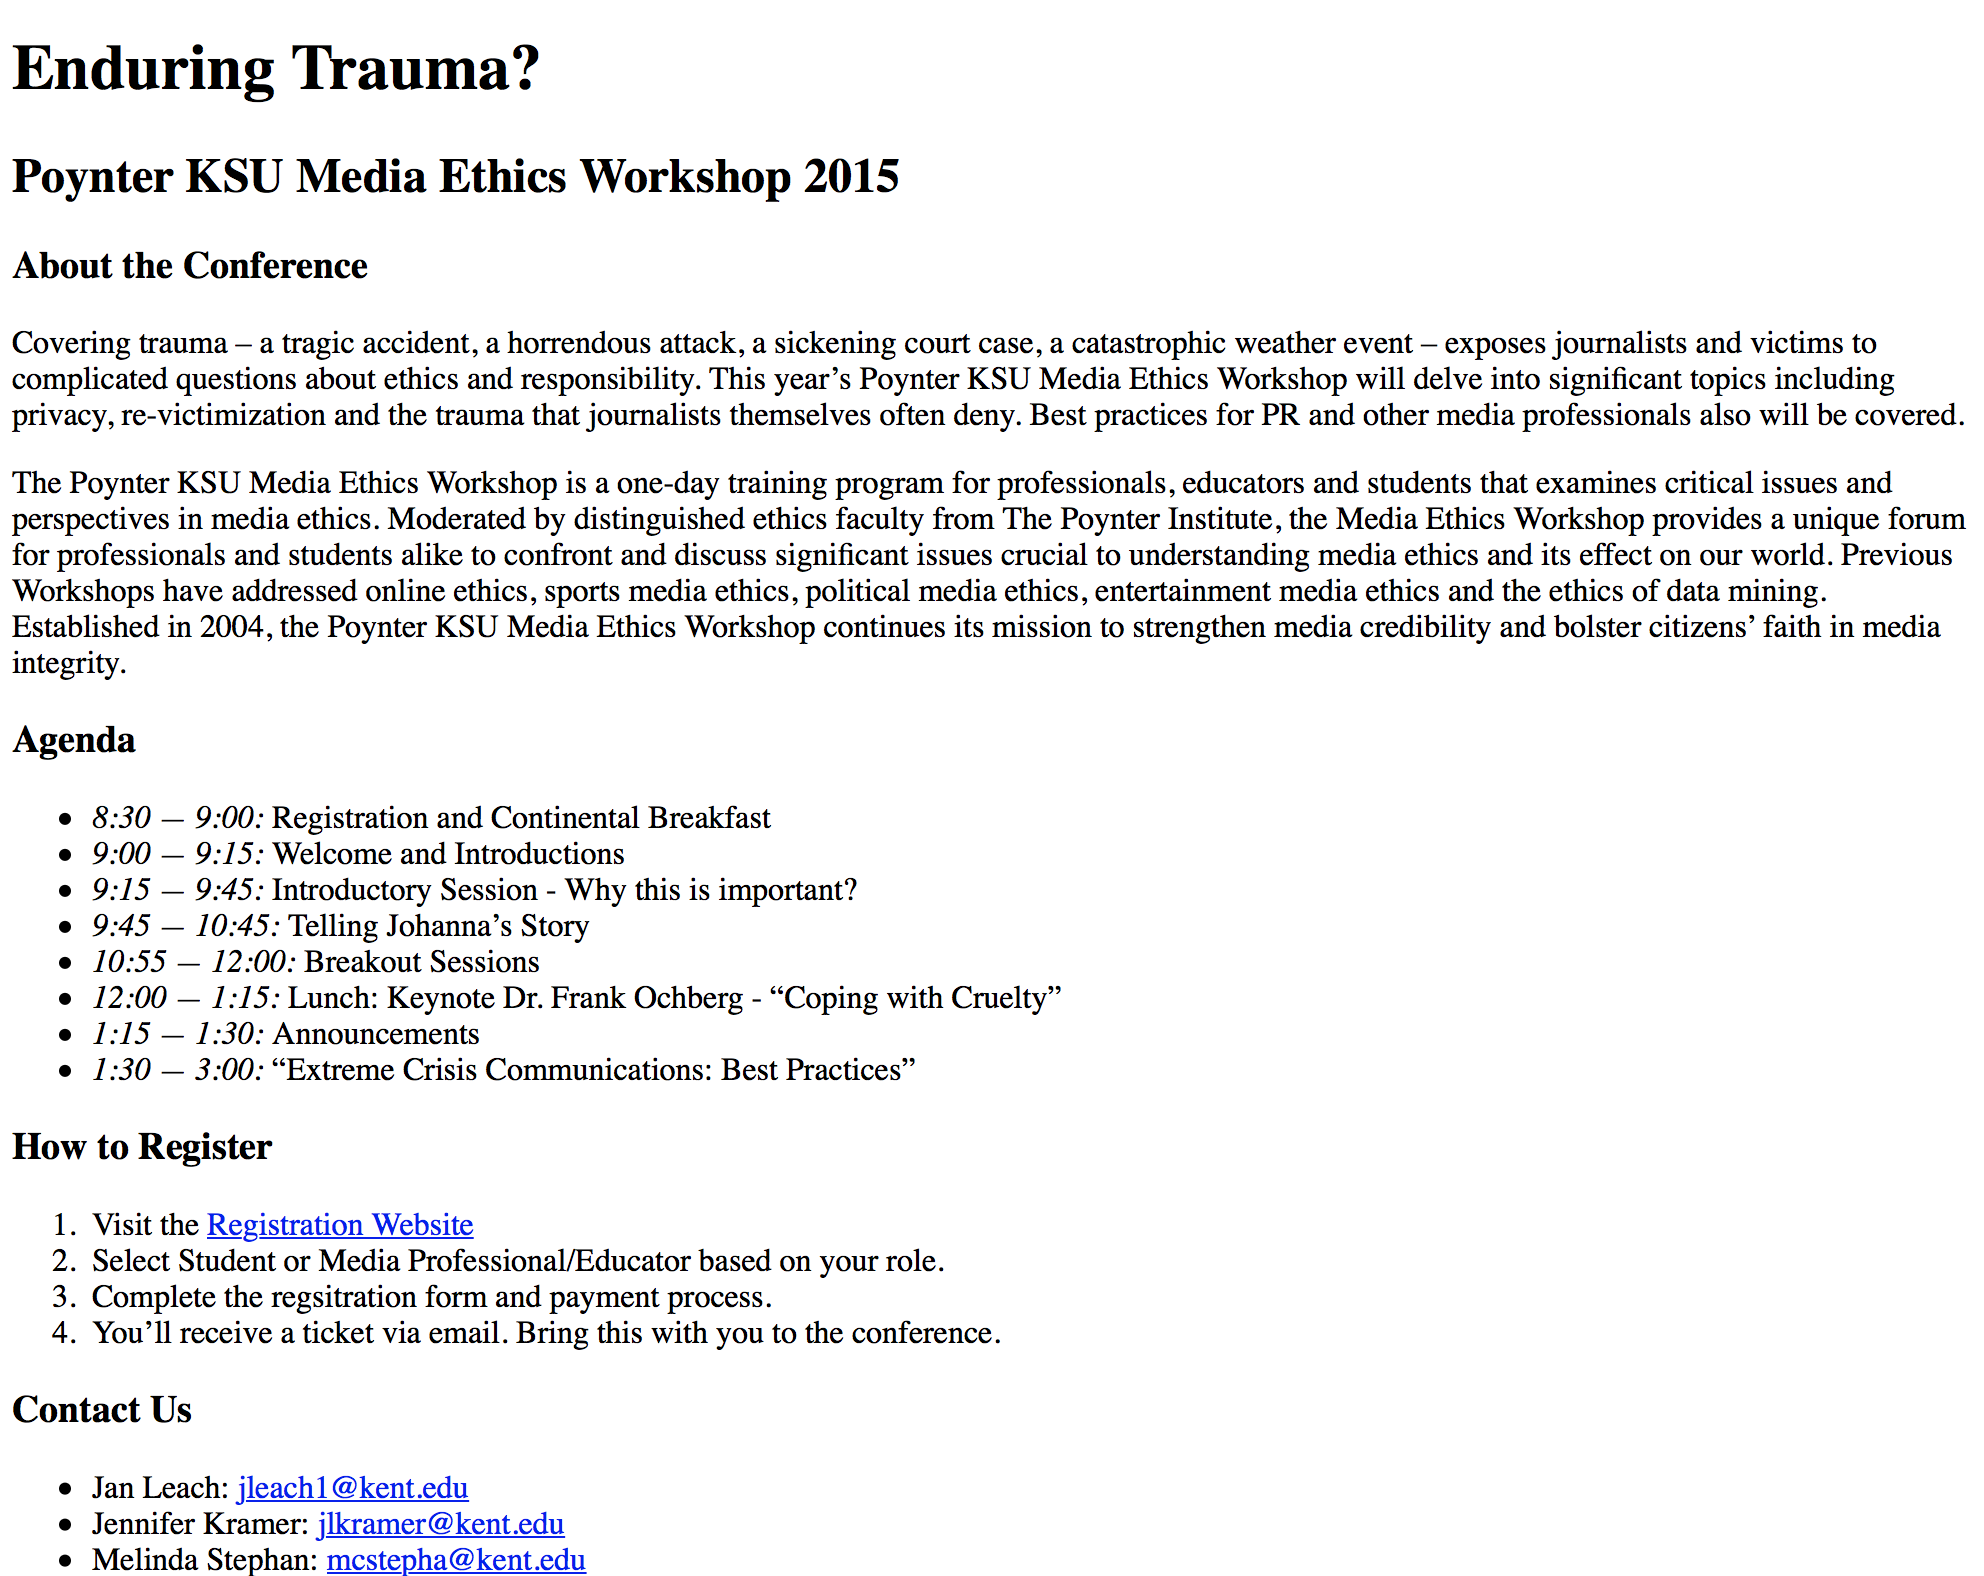 Enduring Trauma?
Poynter KSU Media Ethics Workshop 2015
About the Conference
Covering trauma – a tragic accident, a horrendous attack, a sickening court case, a catastrophic weather event – exposes journalists and victims to
complicated questions about ethics and responsibility. This year’s Poynter KSU Media Ethics Workshop will delve into significant topics including
privacy, re-victimization and the trauma that journalists themselves often deny. Best practices for PR and other media professionals also will be covered.
The Poynter KSU Media Ethics Workshop is a one-day training program for professionals, educators and students that examines critical issues and
perspectives in media ethics. Moderated by distinguished ethics faculty from The Poynter Institute, the Media Ethics Workshop provides a unique forum
for professionals and students alike to confront and discuss significant issues crucial to understanding media ethics and its effect on our world. Previous
Workshops have addressed online ethics, sports media ethics, political media ethics, entertainment media ethics and the ethics of data mining.
Established in 2004, the Poynter KSU Media Ethics Workshop continues its mission to strengthen media credibility and bolster citizens’ faith in media
integrity.
Agenda
• 8:30 — 9:00: Registration and Continental Breakfast
• 9:00 — 9:15: Welcome and Introductions
• 9:15 — 9:45: Introductory Session - Why this is important?
• 9:45 — 10:45: Telling Johanna’s Story
• 10:55 — 12:00: Breakout Sessions
• 12:00 — 1:15: Lunch: Keynote Dr. Frank Ochberg - “Coping with Cruelty”
• 1:15 — 1:30: Announcements
• 1:30 — 3:00: “Extreme Crisis Communications: Best Practices”
How to Register
1. Visit the Registration Website
2. Select Student or Media Professional/Educator based on your role.
3. Complete the regsitration form and payment process.
4. You’ll receive a ticket via email. Bring this with you to the conference.
Contact Us
• Jan Leach: jleach1@kent.edu
• Jennifer Kramer: jlkramer@kent.edu
• Melinda Stephan: mcstepha@kent.edu